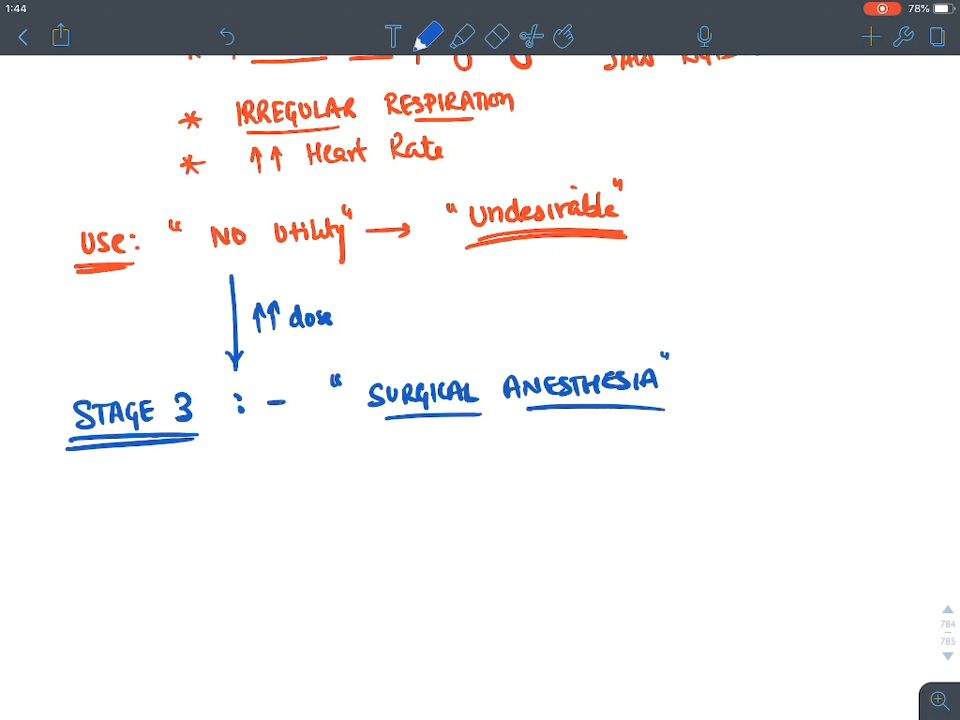 1:44
78%
T
* IRREGULAR RESPIRATION
* ↑↑ Heart Rate
Use: " No Utility" → "Undesirable"
↑↑ dose
STAGE 3 :- "SURGICAL ANESTHESIA"
784
785